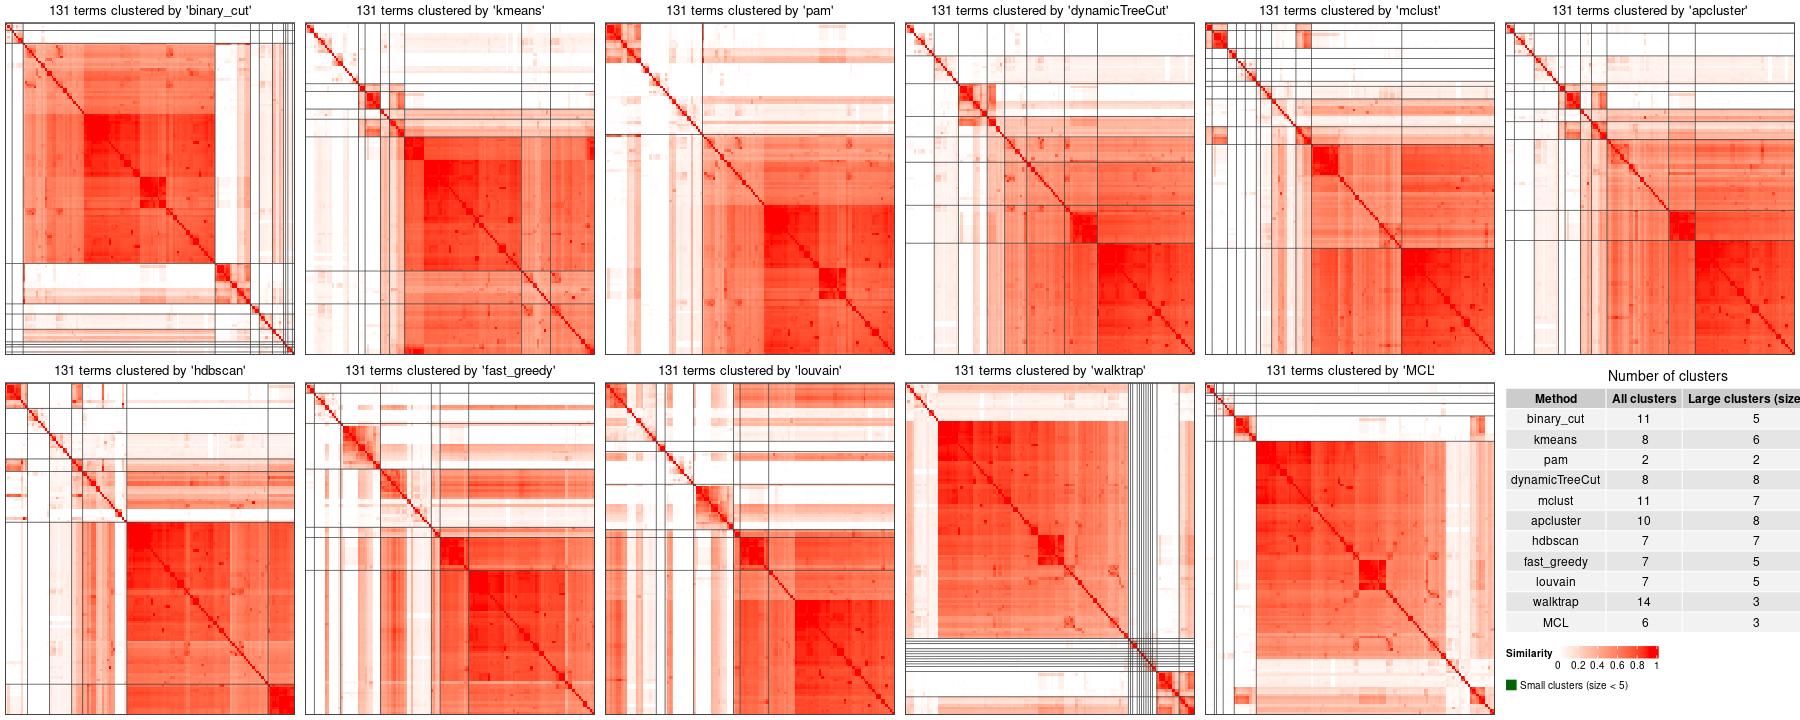 131 terms clustered by 'binary_cut'
131 terms clustered by 'kmeans'
131 terms clustered by 'pam'
131 terms clustered by 'dynamicTreeCut'
131 terms clustered by 'mclust'
131 terms clustered by 'apcluster'
131 terms clustered by 'hdbscan'
131 terms clustered by 'fast_greedy'
131 terms clustered by 'louvain'
131 terms clustered by 'walktrap'
131 terms clustered by 'MCL'
Number of clusters
Method All clusters Large clusters (size
binary_cut 11 5
kmeans 8 6
pam 2 2
dynamicTreeCut 8 8
mclust 11 7
apcluster 10 8
hdbscan 7 7
fast_greedy 7 5
louvain 7 5
walktrap 14 3
MCL 6 3
Similarity
0 0.2 0.4 0.6 0.8 1
Small clusters (size < 5)